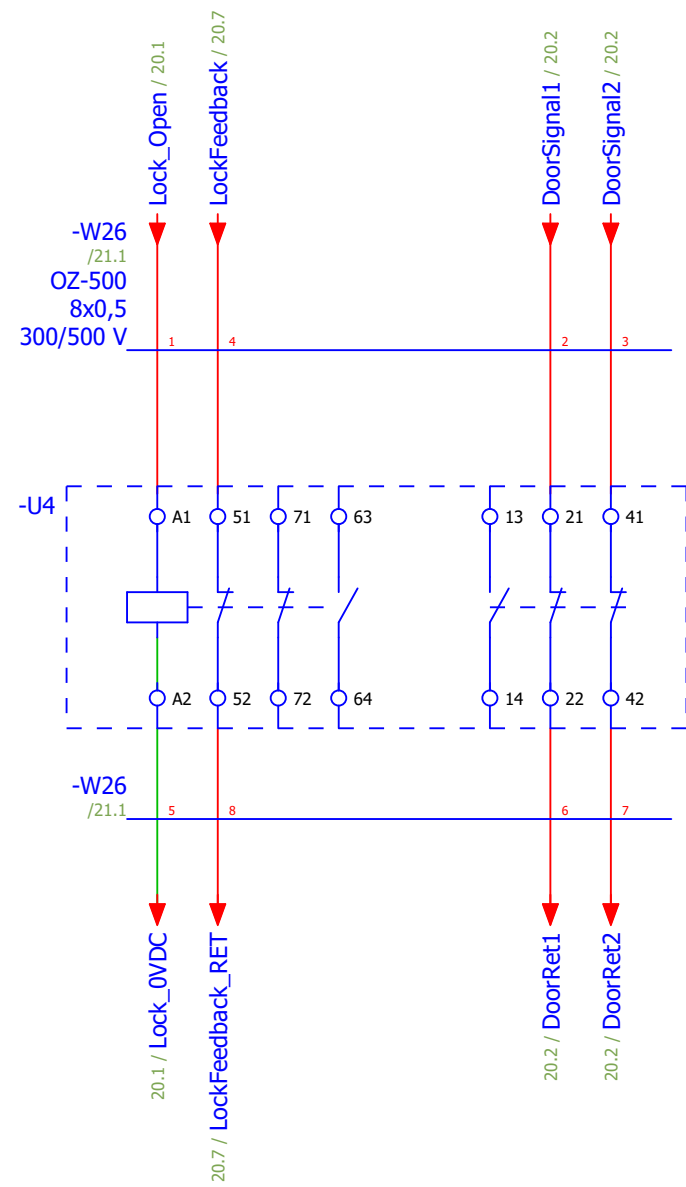 Lock_Open / 20.1
LockFeedback / 20.7
DoorSignal1 / 20.2
DoorSignal2 / 20.2
-W26
/21.1
OZ-500
8x0,5
300/500 V
1 4 2 3
-U4
A1 51 71 63 13 21 41
A2 52 72 64 14 22 42
-W26
/21.1
5 8 6 7
20.1 / Lock_0VDC
20.7 / LockFeedback_RET
20.2 / DoorRet1
20.2 / DoorRet2